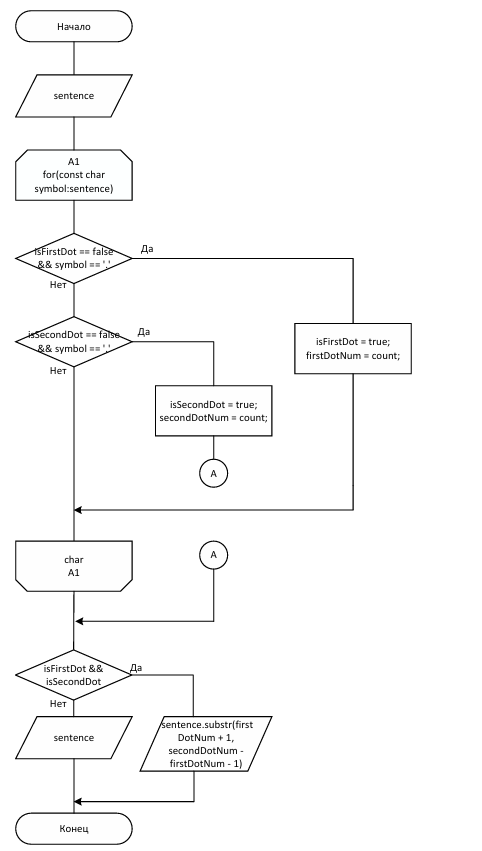 Начало
sentence
A1
for(const char
symbol:sentence)
isFirstDot == false
&& symbol == '.'
Да
Нет
isFirstDot = true;
firstDotNum = count;
isSecondDot == false
&& symbol == '.'
Да
Нет
isSecondDot = true;
secondDotNum = count;
A
char
A1
A
isFirstDot &&
isSecondDot
Да
Нет
sentence
sentence.substr(first
DotNum + 1,
secondDotNum -
firstDotNum - 1)
Конец